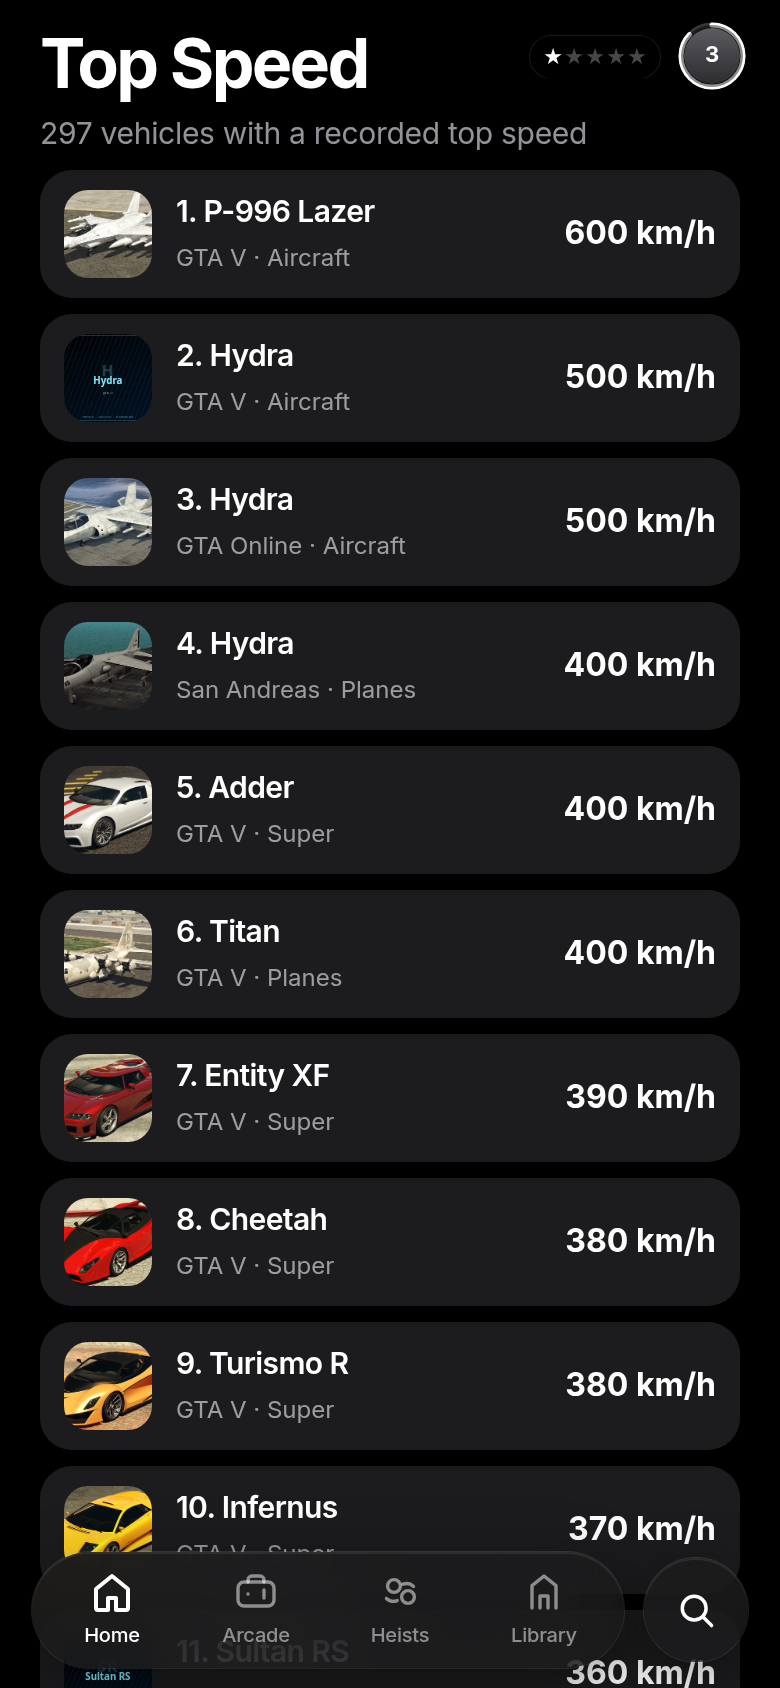 Top Speed
3
297 vehicles with a recorded top speed
1. P-996 Lazer
GTA V · Aircraft
600 km/h
Hydra
2. Hydra
GTA V · Aircraft
500 km/h
3. Hydra
GTA Online · Aircraft
500 km/h
4. Hydra
San Andreas · Planes
400 km/h
5. Adder
GTA V · Super
400 km/h
6. Titan
GTA V · Planes
400 km/h
7. Entity XF
GTA V · Super
390 km/h
8. Cheetah
GTA V · Super
380 km/h
9. Turismo R
GTA V · Super
380 km/h
10. Infernus
GTA V · Super
370 km/h
Home
Arcade
Heists
Library
Sultan RS
11. Sultan RS
360 km/h